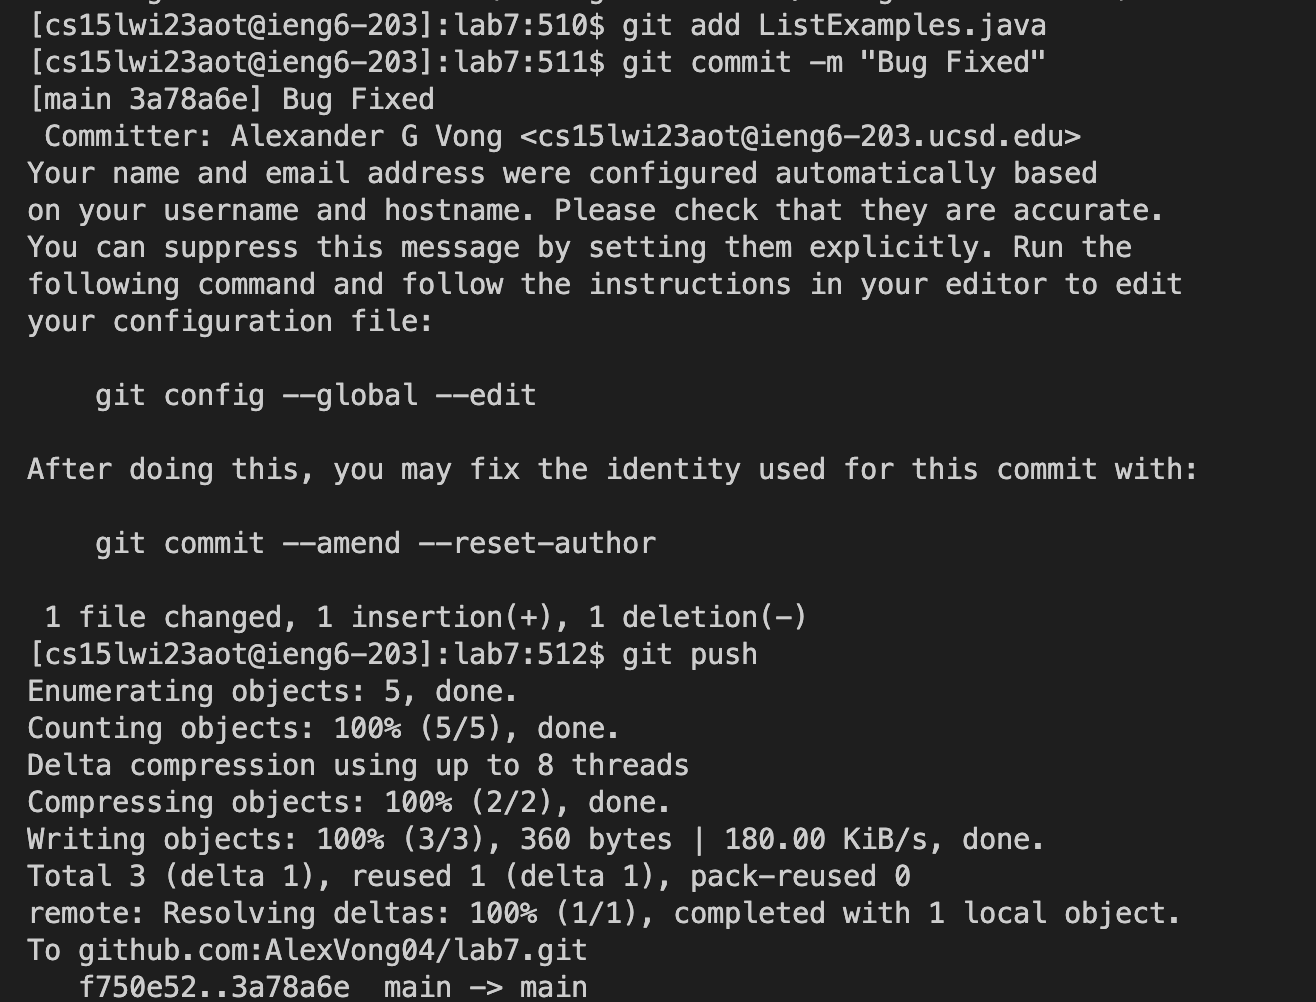 [cs15lwi23aot@ieng6-203]:lab7:510$ git add ListExamples.java
[cs15lwi23aot@ieng6-203]:lab7:511$ git commit -m "Bug Fixed"
[main 3a78a6e] Bug Fixed
 Committer: Alexander G Vong <cs15lwi23aot@ieng6-203.ucsd.edu>
Your name and email address were configured automatically based
on your username and hostname. Please check that they are accurate.
You can suppress this message by setting them explicitly. Run the
following command and follow the instructions in your editor to edit
your configuration file:

    git config --global --edit

After doing this, you may fix the identity used for this commit with:

    git commit --amend --reset-author

 1 file changed, 1 insertion(+), 1 deletion(-)
[cs15lwi23aot@ieng6-203]:lab7:512$ git push
Enumerating objects: 5, done.
Counting objects: 100% (5/5), done.
Delta compression using up to 8 threads
Compressing objects: 100% (2/2), done.
Writing objects: 100% (3/3), 360 bytes | 180.00 KiB/s, done.
Total 3 (delta 1), reused 1 (delta 1), pack-reused 0
remote: Resolving deltas: 100% (1/1), completed with 1 local object.
To github.com:AlexVong04/lab7.git
   f750e52..3a78a6e  main -> main